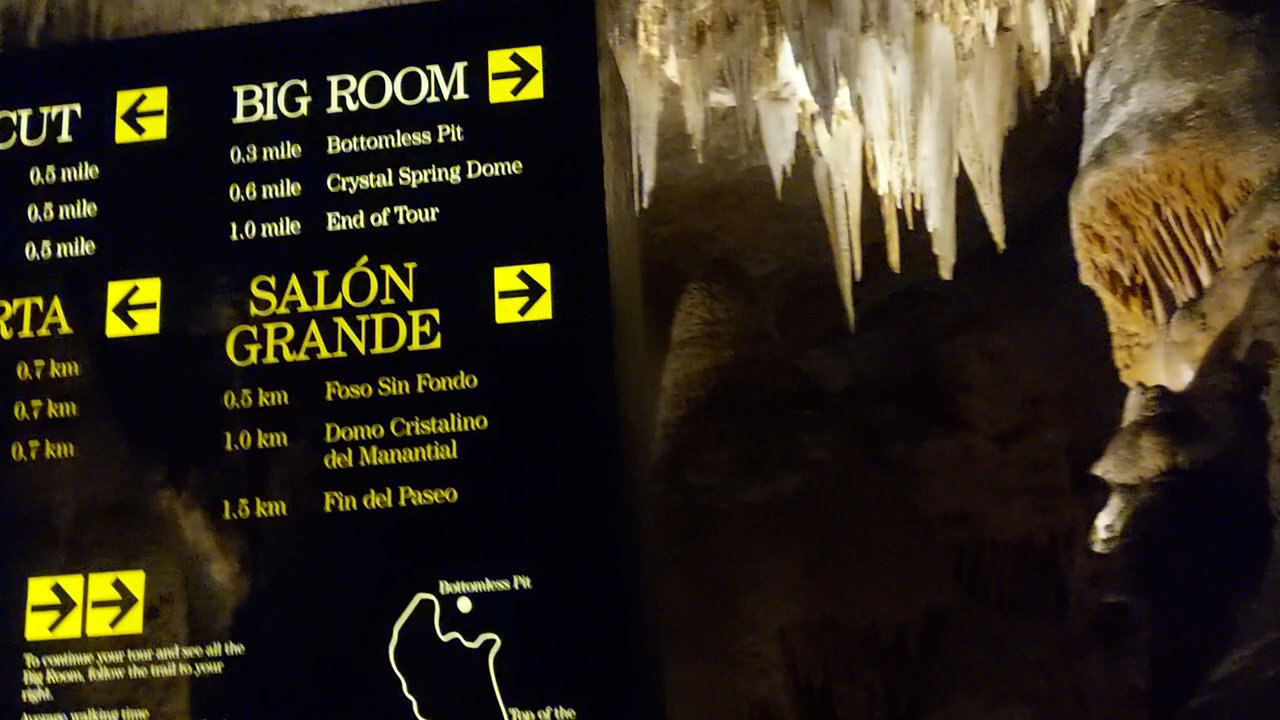 CUT
0.5 mile
0.5 mile
0.5 mile
BIG ROOM
0.3 mile Bottomless Pit
0.6 mile Crystal Spring Dome
1.0 mile End of Tour
RTA
0.7 km
0.7 km
0.7 km
SALÓN
GRANDE
0.5 km Foso Sin Fondo
1.0 km Domo Cristalino
del Manantial
1.5 km Fin del Paseo
To continue your tour and see all the
Big Room, follow the trail to your
right.
Average walking time
Bottomless Pit
Top of the